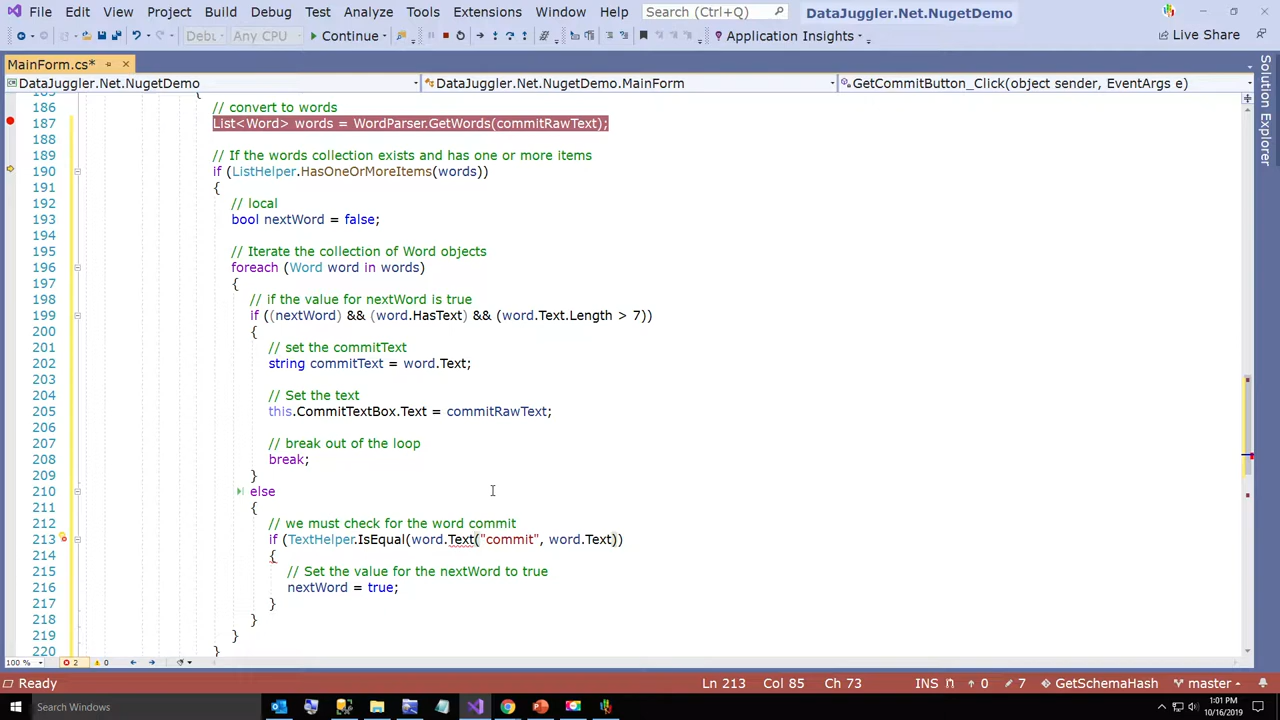 File Edit View Project Build Debug Test Analyze Tools Extensions Window Help Search (Ctrl+Q) DataJuggler.Net.NugetDemo
Debu Any CPU Continue Application Insights Live Share
MainForm.cs*
DataJuggler.Net.NugetDemo DataJuggler.Net.NugetDemo.MainForm GetCommitButton_Click(object sender, EventArgs e)
Solution Explorer
185 {
186 // convert to words
187 List<Word> words = WordParser.GetWords(commitRawText);
188
189 // If the words collection exists and has one or more items
190 if (ListHelper.HasOneOrMoreItems(words))
191 {
192 // local
193 bool nextWord = false;
194
195 // Iterate the collection of Word objects
196 foreach (Word word in words)
197 {
198 // if the value for nextWord is true
199 if ((nextWord) && (word.HasText) && (word.Text.Length > 7))
200 {
201 // set the commitText
202 string commitText = word.Text;
203
204 // Set the text
205 this.CommitTextBox.Text = commitRawText;
206
207 // break out of the loop
208 break;
209 }
210 else
211 {
212 // we must check for the word commit
213 if (TextHelper.IsEqual(word.Text("commit", word.Text))
214 {
215 // Set the value for the nextWord to true
216 nextWord = true;
217 }
218 }
219 }
220 }
100 % 2 0
Ready Ln 213 Col 85 Ch 73 INS 0 7 GetSchemaHash master
Search Windows 1:01 PM
10/16/2019